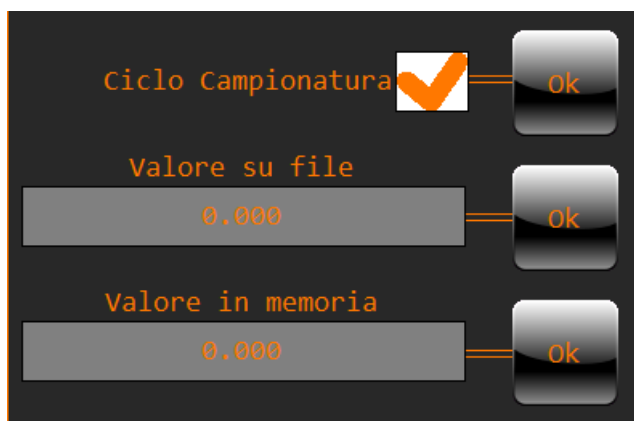 Ciclo Campionatura Ok
Valore su file
0.000 Ok
Valore in memoria
0.000 Ok